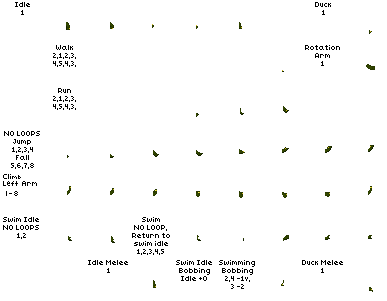 Idle
1
Duck
1
Walk
2,1,2,3,
4,5,4,3,
Rotation
Arm
1
Run
2,1,2,3,
4,5,4,3,
NO LOOPS
Jump
1,2,3,4
Fall
5,6,7,8
Climb
Left Arm
1-8
Swim Idle
NO LOOPS
1,2
Swim
NO LOOP,
Return to
swim idle
1,2,3,4,5
Swim Idle
Bobbing
Idle +0
Swimming
Bobbing
2,4 -1v,
3 -2
Idle Melee
1
Duck Melee
1